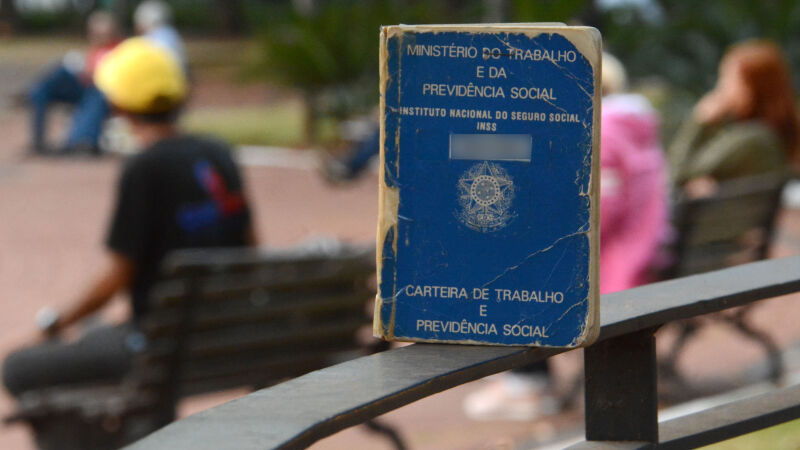 MINISTÉRIO DO TRABALHO
E DA
PREVIDÊNCIA SOCIAL
INSTITUTO NACIONAL DO SEGURO SOCIAL
INSS
CARTEIRA DE TRABALHO
E
PREVIDÊNCIA SOCIAL